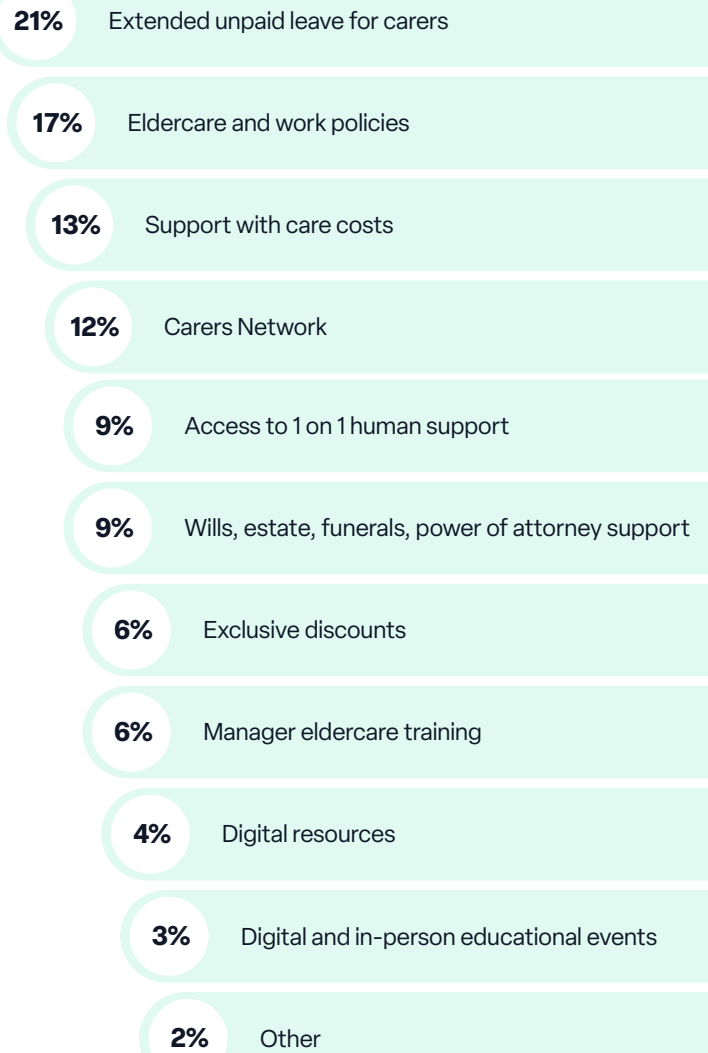 21% Extended unpaid leave for carers
17% Eldercare and work policies
13% Support with care costs
12% Carers Network
9% Access to 1 on 1 human support
9% Wills, estate, funerals, power of attorney support
6% Exclusive discounts
6% Manager eldercare training
4% Digital resources
3% Digital and in-person educational events
2% Other